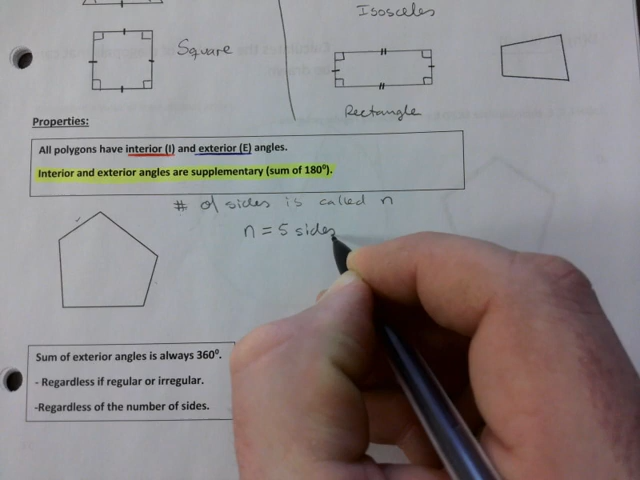 Isosceles
Square
Rectangle
Properties:
All polygons have interior (I) and exterior (E) angles.
Interior and exterior angles are supplementary (sum of 180⁰).
# of sides is called n
n = 5 sides
Sum of exterior angles is always 360⁰.
- Regardless if regular or irregular.
-Regardless of the number of sides.